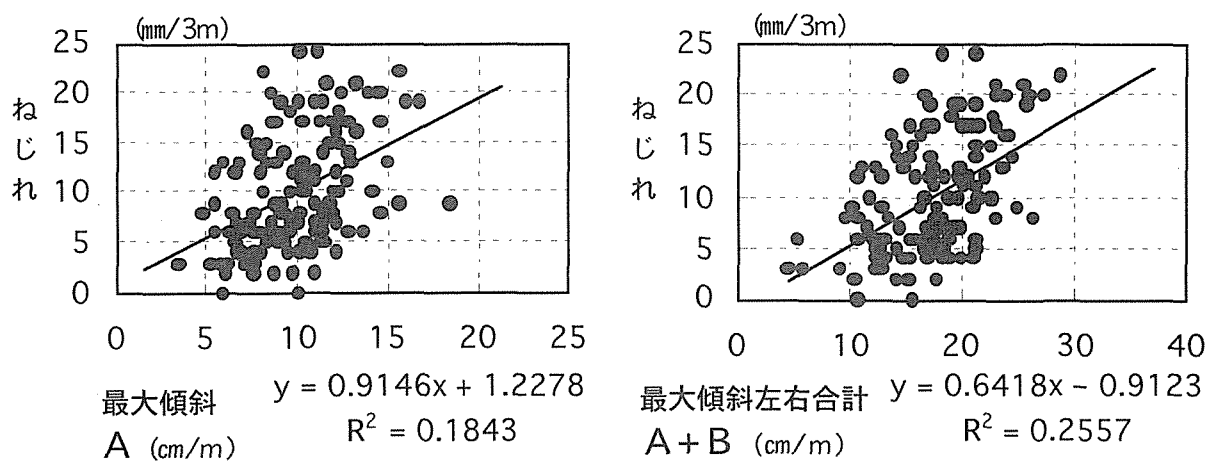 (㎜/3m)
25
20
15
10
5
0
ねじれ
0 5 10 15 20 25
最大傾斜
A (㎝/m)
y = 0.9146x + 1.2278
R² = 0.1843
(㎜/3m)
25
20
15
10
5
0
ねじれ
0 10 20 30 40
最大傾斜左右合計
A + B (㎝/m)
y = 0.6418x − 0.9123
R² = 0.2557